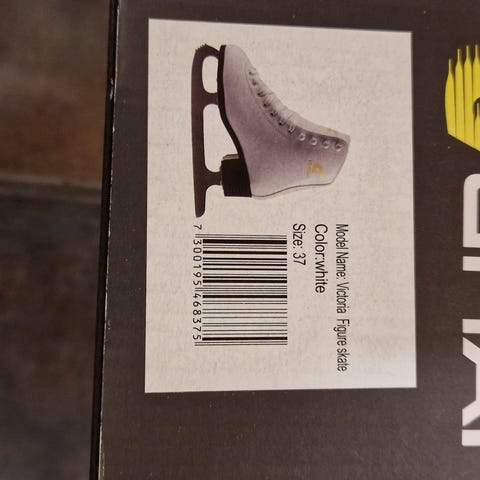 Model Name: Victoria Figure skate
Color:white
Size: 37
7 300195 468375